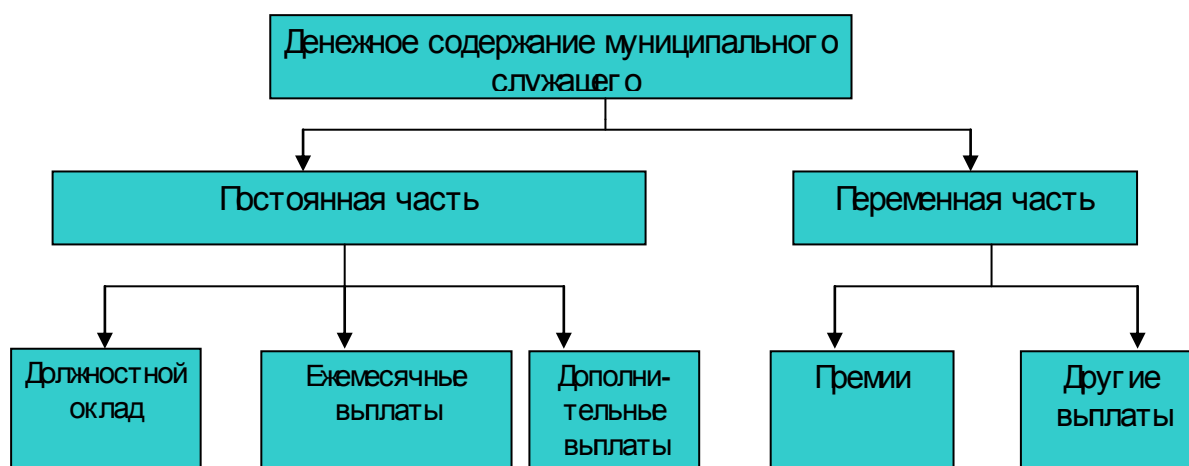 Денежное содержание муниципального
служащего
Постоянная часть
Переменная часть
Должностной
оклад
Ежемесячные
выплаты
Дополни-
тельные
выплаты
Премии
Другие
выплаты